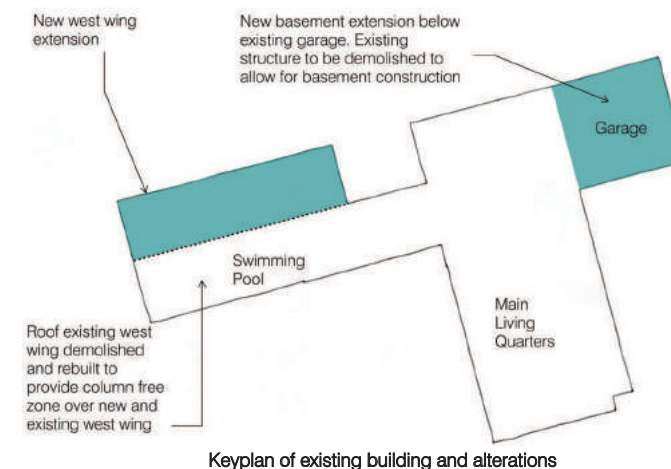 New west wing
extension
New basement extension below
existing garage. Existing
structure to be demolished to
allow for basement construction
Garage
Swimming
Pool
Main
Living
Quarters
Roof existing west
wing demolished
and rebuilt to
provide column free
zone over new and
existing west wing
Keyplan of existing building and alterations